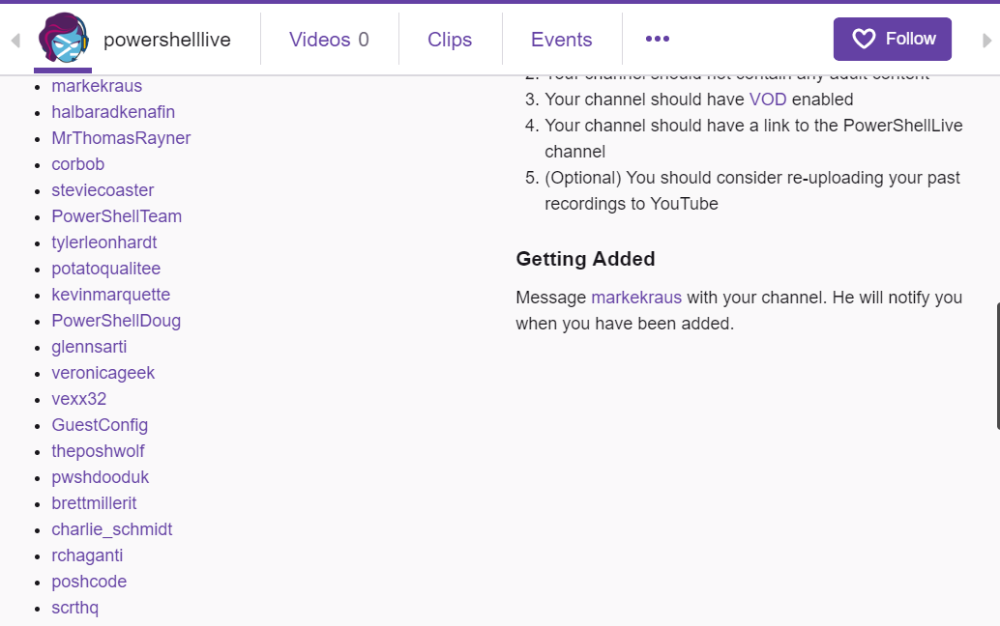 powershelllive
Videos 0
Clips
Events
Follow
markekraus
halbaradkenafin
MrThomasRayner
corbob
steviecoaster
PowerShellTeam
tylerleonhardt
potatoqualitee
kevinmarquette
PowerShellDoug
glennsarti
veronicageek
vexx32
GuestConfig
theposhwolf
pwshdooduk
brettmillerit
charlie_schmidt
rchaganti
poshcode
scrthq
2. Your channel should not contain any adult content
3. Your channel should have VOD enabled
4. Your channel should have a link to the PowerShellLive
channel
5. (Optional) You should consider re-uploading your past
recordings to YouTube
Getting Added
Message markekraus with your channel. He will notify you
when you have been added.